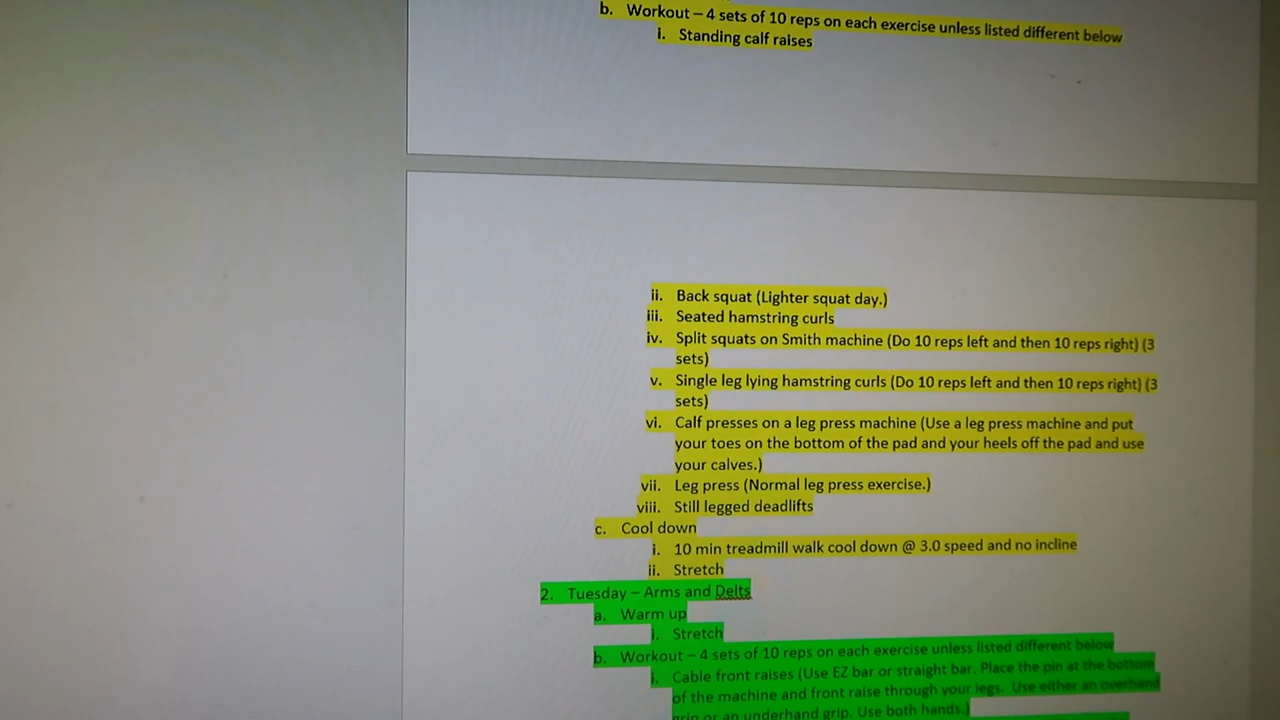 b. Workout – 4 sets of 10 reps on each exercise unless listed different below
i. Standing calf raises
ii. Back squat (Lighter squat day.)
iii. Seated hamstring curls
iv. Split squats on Smith machine (Do 10 reps left and then 10 reps right) (3
sets)
v. Single leg lying hamstring curls (Do 10 reps left and then 10 reps right) (3
sets)
vi. Calf presses on a leg press machine (Use a leg press machine and put
your toes on the bottom of the pad and your heels off the pad and use
your calves.)
vii. Leg press (Normal leg press exercise.)
viii. Still legged deadlifts
c. Cool down
i. 10 min treadmill walk cool down @ 3.0 speed and no incline
ii. Stretch
2. Tuesday – Arms and Delts
a. Warm up
i. Stretch
b. Workout – 4 sets of 10 reps on each exercise unless listed different below
i. Cable front raises (Use EZ bar or straight bar. Place the pin at the bottom
of the machine and front raise through your legs. Use either an overhand
grip or an underhand grip. Use both hands.)